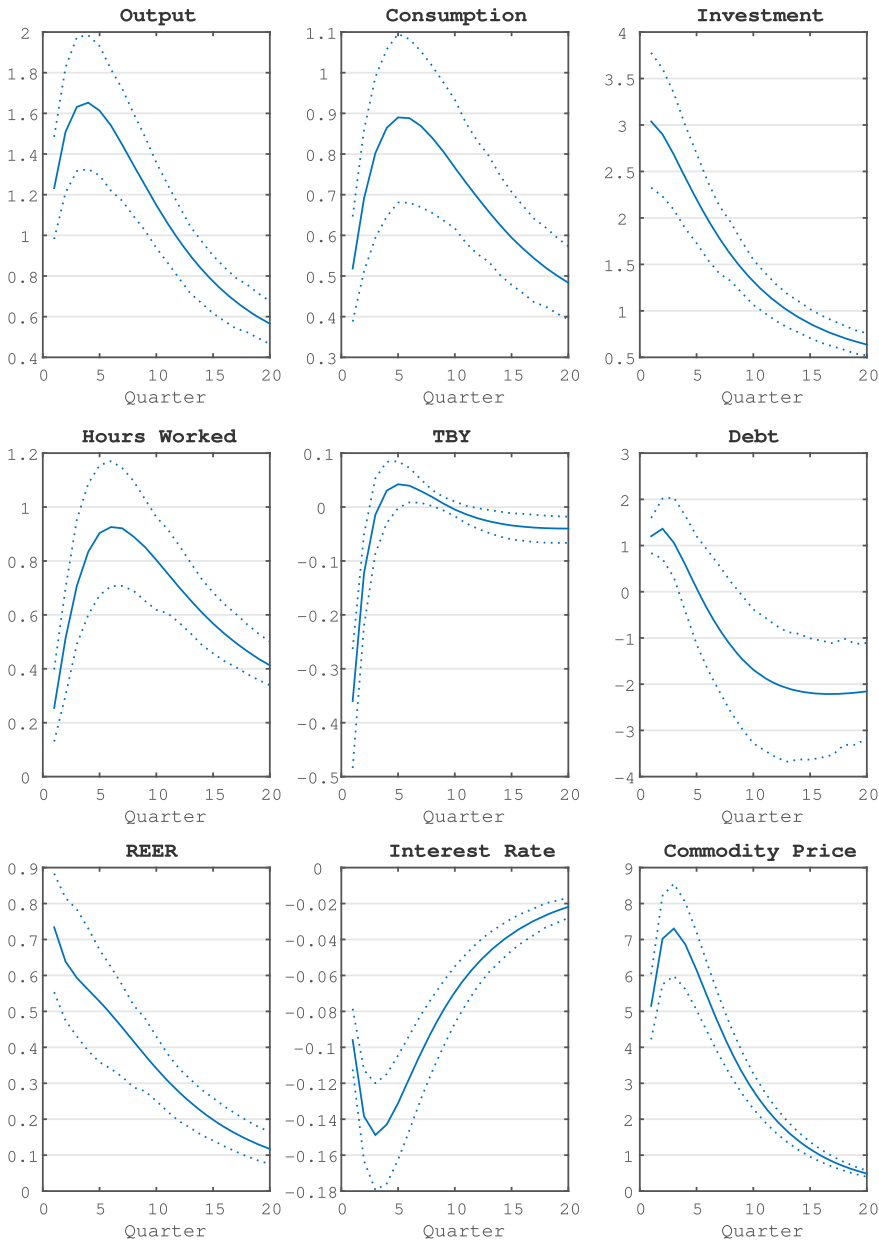 Output Consumption Investment
2 1.1 4
1.8 1 3.5
1.6 0.9 3
1.4 0.8
1.2 0.7 2.5
1 0.6 2
0.8 0.5 1.5
0.6 0.4 1
0.4 0.3 0.5
0 5 10 15 20 0 5 10 15 20 0 5 10 15 20
Quarter Quarter Quarter
Hours Worked TBY Debt
1.2 0.1 3
1 0 2
0.8 −0.1 1
0.6 −0.2 0
0.4 −0.3 −1
0.2 −0.4 −2
0 −0.5 −3
−4
0 5 10 15 20 0 5 10 15 20 0 5 10 15 20
Quarter Quarter Quarter
REER Interest Rate Commodity Price
0.9 0 9
0.8 −0.02 8
0.7 −0.04 7
0.6 −0.06 6
0.5 −0.08 5
0.4 −0.1 4
0.3 −0.12 3
0.2 −0.14 2
0.1 −0.16 1
0 −0.18 0
0 5 10 15 20 0 5 10 15 20 0 5 10 15 20
Quarter Quarter Quarter